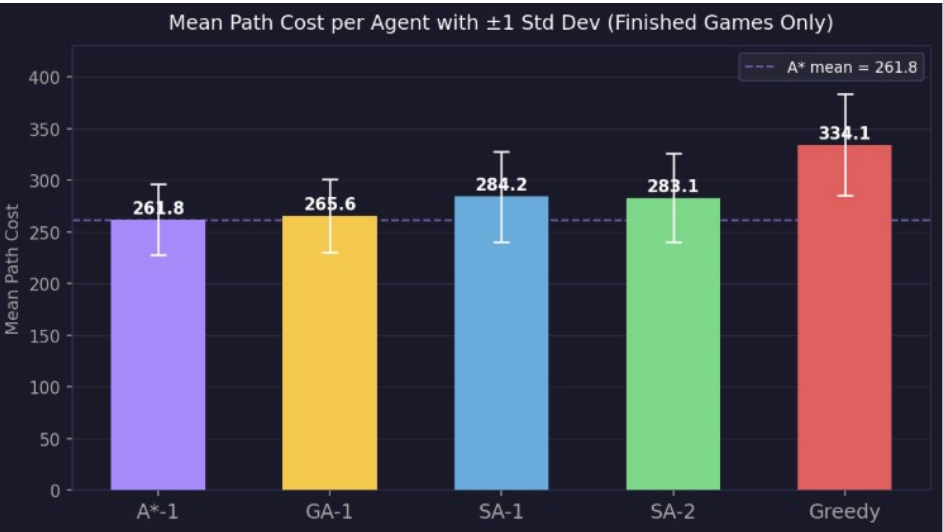 Mean Path Cost per Agent with ±1 Std Dev (Finished Games Only)
A* mean = 261.8
Mean Path Cost
400
350
300
250
200
150
100
50
0
261.8
265.6
284.2
283.1
334.1
A*-1
GA-1
SA-1
SA-2
Greedy